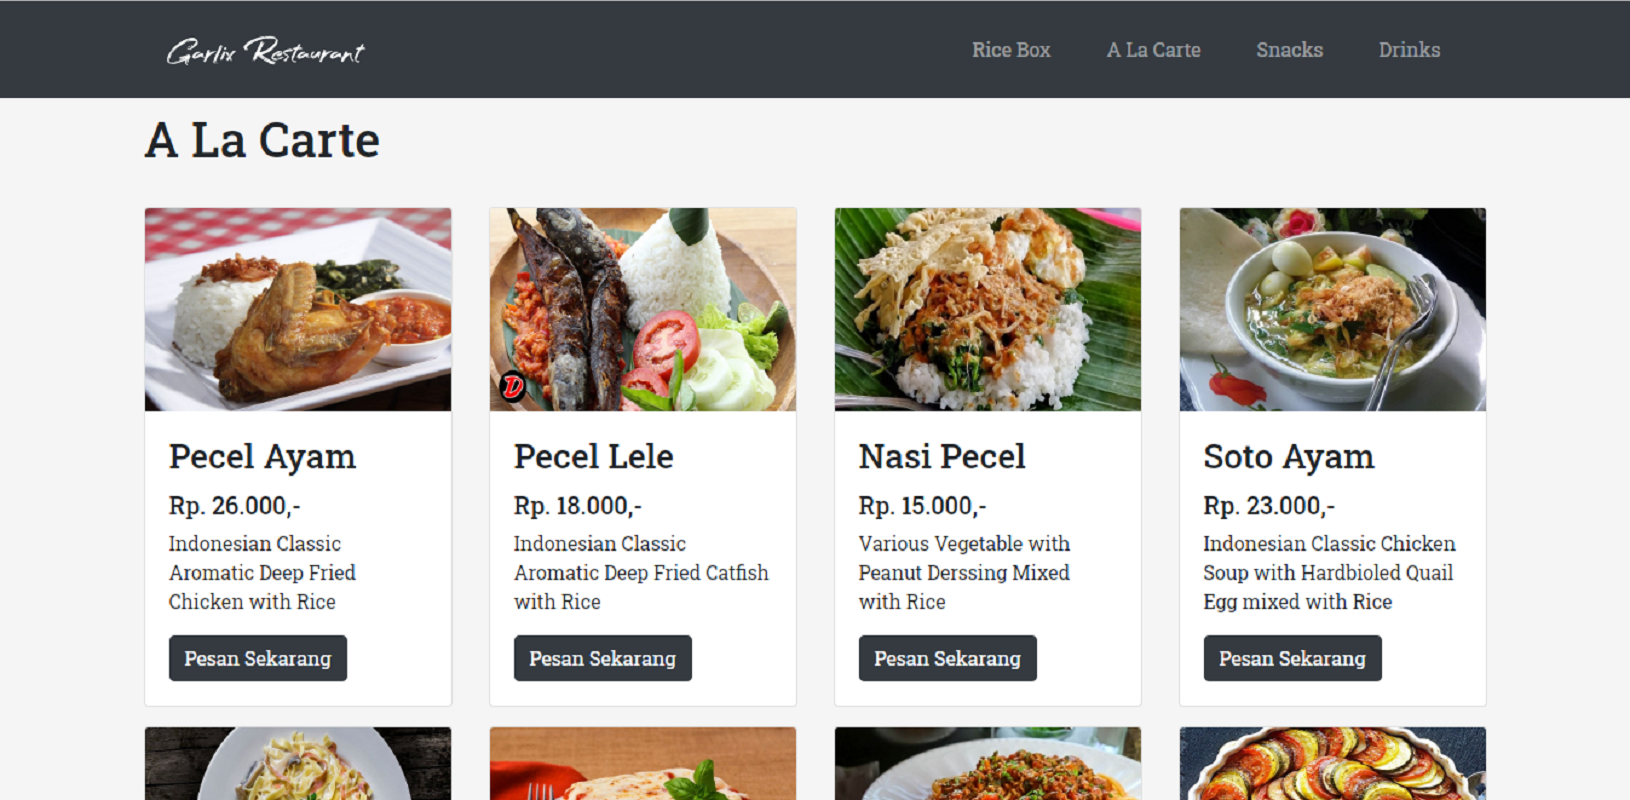 Garlix Restaurant
Rice Box
A La Carte
Snacks
Drinks
A La Carte
D
Pecel Ayam
Rp. 26.000,-
Indonesian Classic
Aromatic Deep Fried
Chicken with Rice
Pesan Sekarang
Pecel Lele
Rp. 18.000,-
Indonesian Classic
Aromatic Deep Fried Catfish
with Rice
Pesan Sekarang
Nasi Pecel
Rp. 15.000,-
Various Vegetable with
Peanut Derssing Mixed
with Rice
Pesan Sekarang
Soto Ayam
Rp. 23.000,-
Indonesian Classic Chicken
Soup with Hardbioled Quail
Egg mixed with Rice
Pesan Sekarang